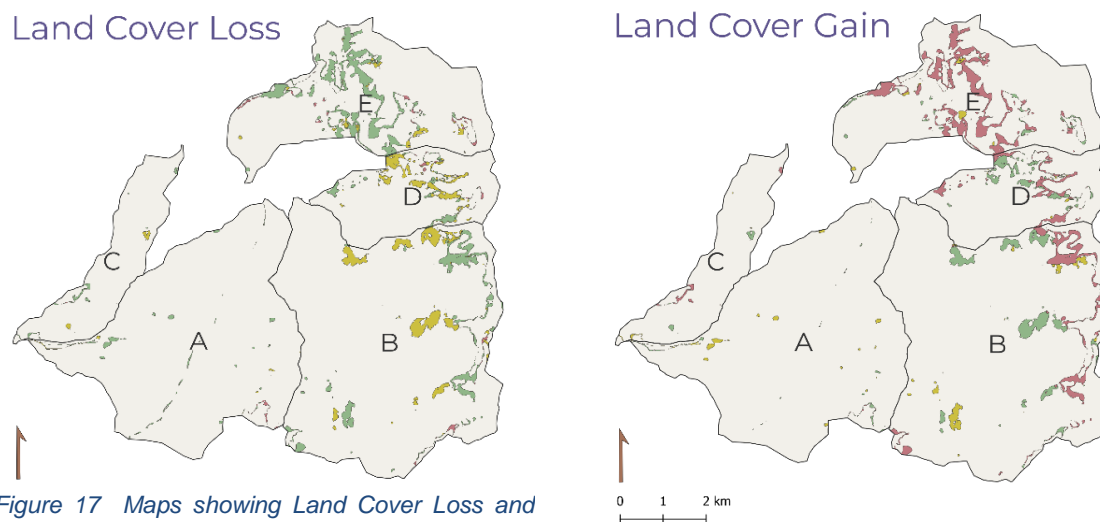 Land Cover Loss
Land Cover Gain
E
E
D
D
C
C
A
B
A
B
0 1 2 km
Figure 17 Maps showing Land Cover Loss and